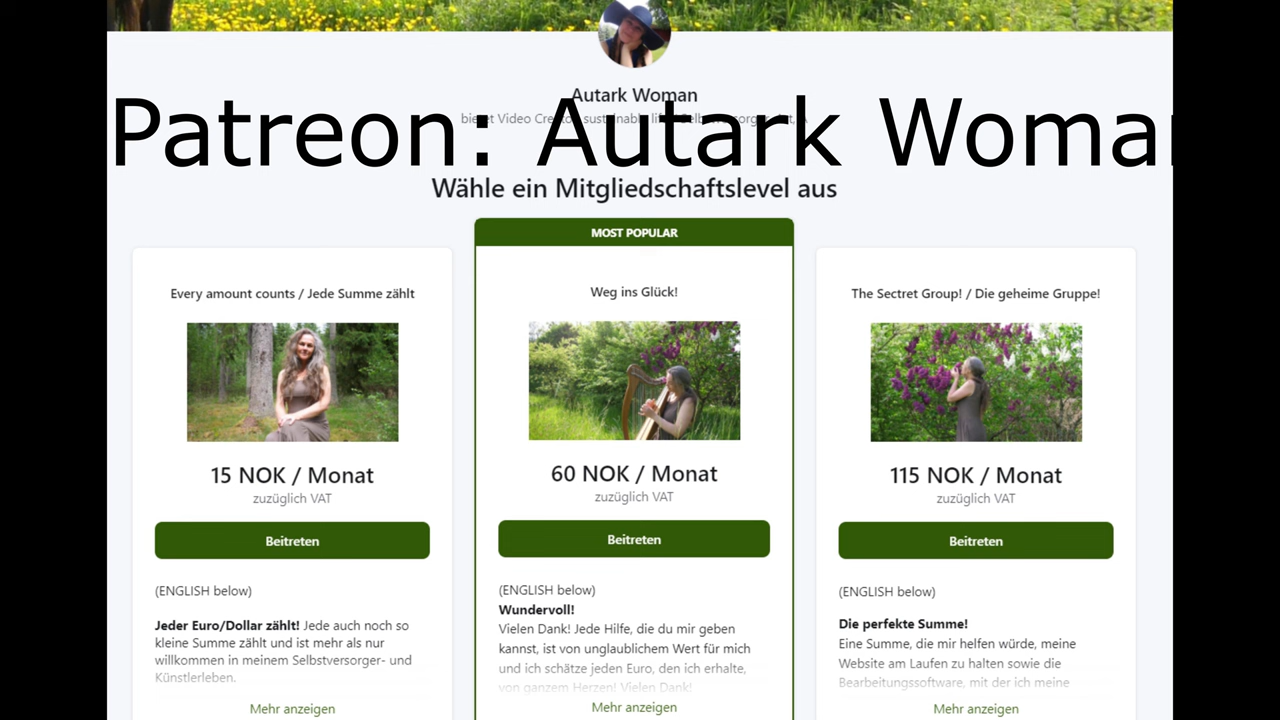 Autark Woman
Patreon: Autark Woman
Wähle ein Mitgliedschaftslevel aus
MOST POPULAR
Every amount counts / Jede Summe zählt
Weg ins Glück!
The Sectret Group! / Die geheime Gruppe!
15 NOK / Monat
zuzüglich VAT
60 NOK / Monat
zuzüglich VAT
115 NOK / Monat
zuzüglich VAT
Beitreten
Beitreten
Beitreten
(ENGLISH below)
Jeder Euro/Dollar zählt! Jede auch noch so
kleine Summe zählt und ist mehr als nur
willkommen in meinem Selbstversorger- und
Künstlerleben.
Mehr anzeigen
(ENGLISH below)
Wundervoll!
Vielen Dank! Jede Hilfe, die du mir geben
kannst, ist von unglaublichem Wert für mich
und ich schätze jeden Euro, den ich erhalte,
von ganzem Herzen! Vielen Dank!
Mehr anzeigen
(ENGLISH below)
Die perfekte Summe!
Eine Summe, die mir helfen würde, meine
Website am Laufen zu halten sowie die
Bearbeitungssoftware, mit der ich meine
Mehr anzeigen